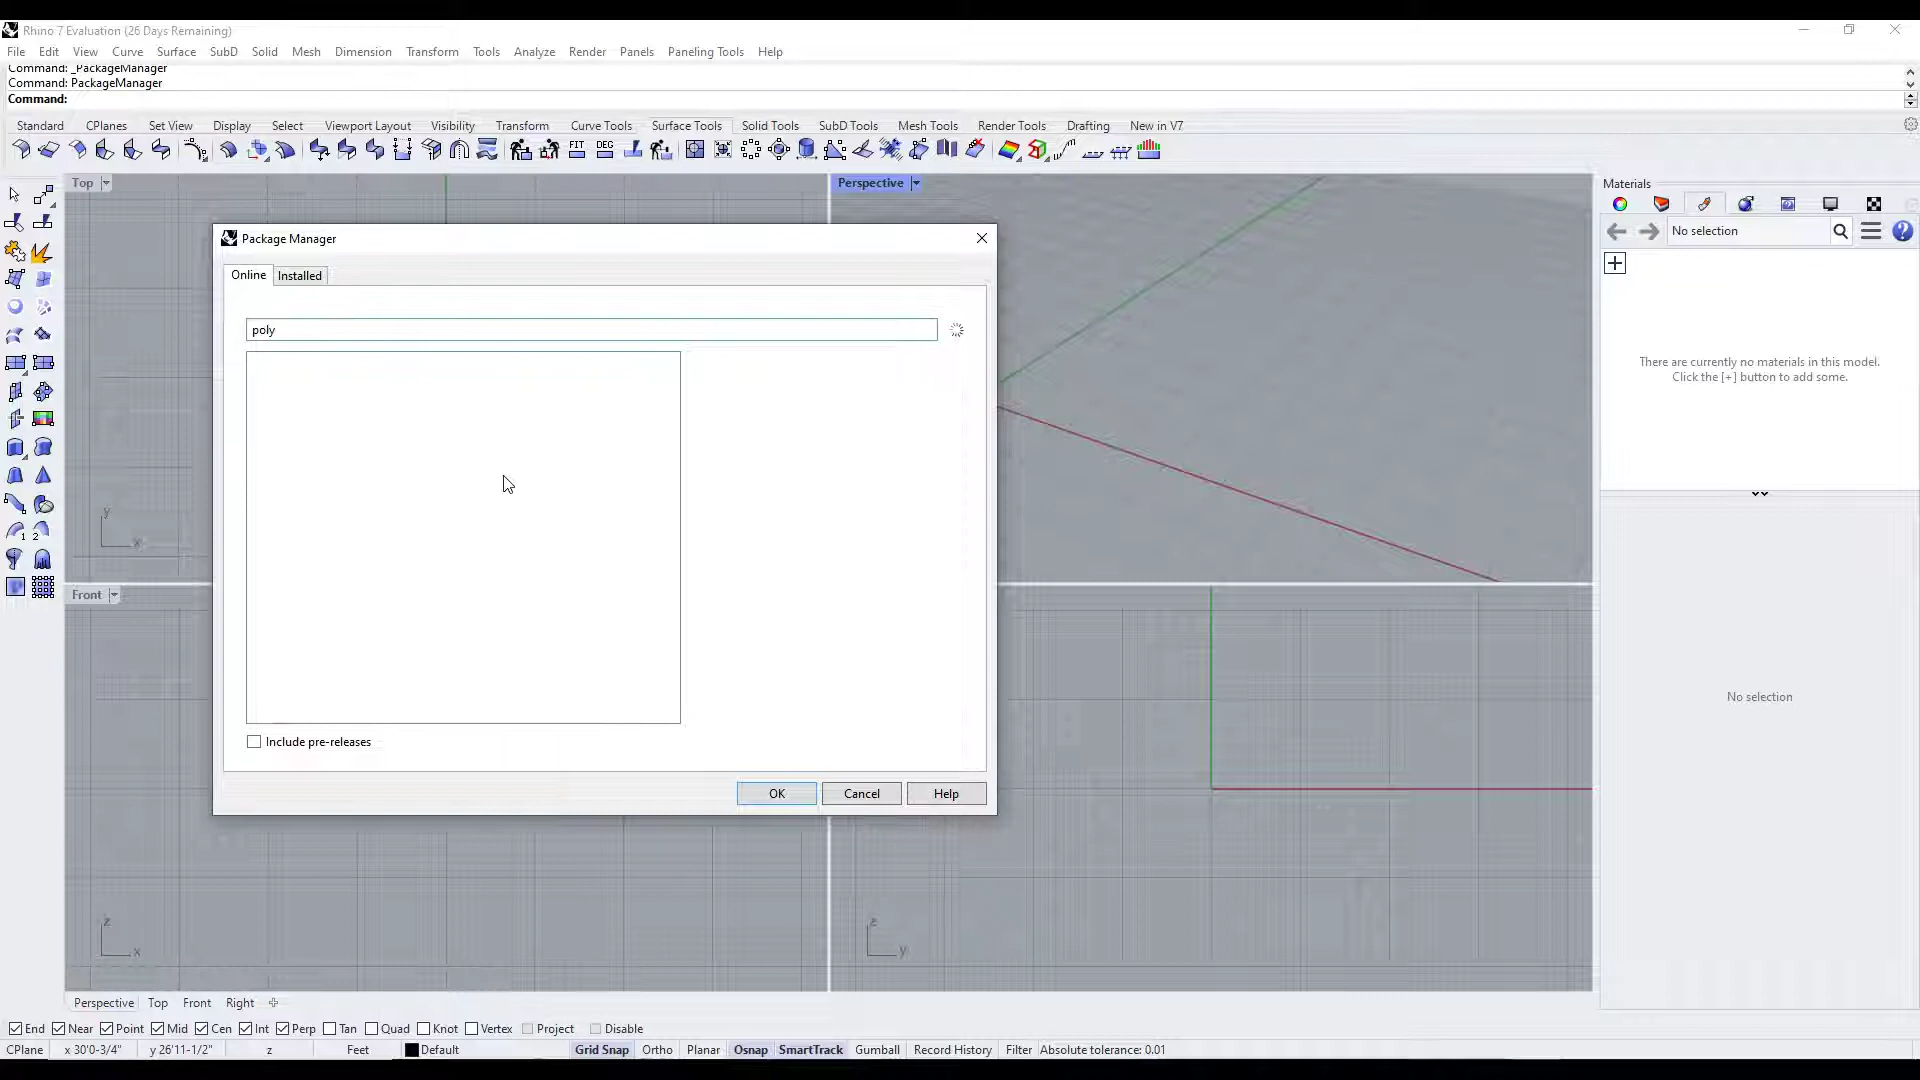 Rhino 7 Evaluation (26 Days Remaining)
File Edit View Curve Surface SubD Solid Mesh Dimension Transform Tools Analyze Render Panels Paneling Tools Help
Command: _PackageManager
Command: PackageManager
Command:
Standard CPlanes Set View Display Select Viewport Layout Visibility Transform Curve Tools Surface Tools Solid Tools SubD Tools Mesh Tools Render Tools Drafting New in V7
FIT DEG
Top
Perspective
Materials
No selection
Package Manager
Online Installed
poly
There are currently no materials in this model.
Click the [+] button to add some.
y
x
Front
No selection
Include pre-releases
OK Cancel Help
z
x
z
y
Perspective Top Front Right
End Near Point Mid Cen Int Perp Tan Quad Knot Vertex Project Disable
CPlane x 30'0-3/4" y 26'11-1/2" z Feet Default Grid Snap Ortho Planar Osnap SmartTrack Gumball Record History Filter Absolute tolerance: 0.01